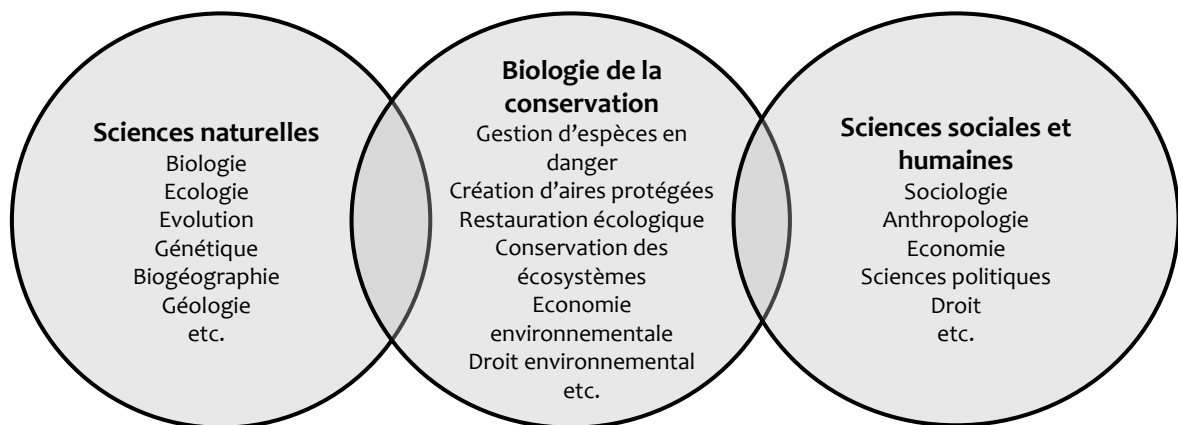 Sciences naturelles
Biologie
Ecologie
Evolution
Génétique
Biogéographie
Géologie
etc.
Biologie de la
conservation
Gestion d'espèces en
danger
Création d'aires protégées
Restauration écologique
Conservation des
écosystèmes
Economie
environnementale
Droit environnemental
etc.
Sciences sociales et
humaines
Sociologie
Anthropologie
Economie
Sciences politiques
Droit
etc.